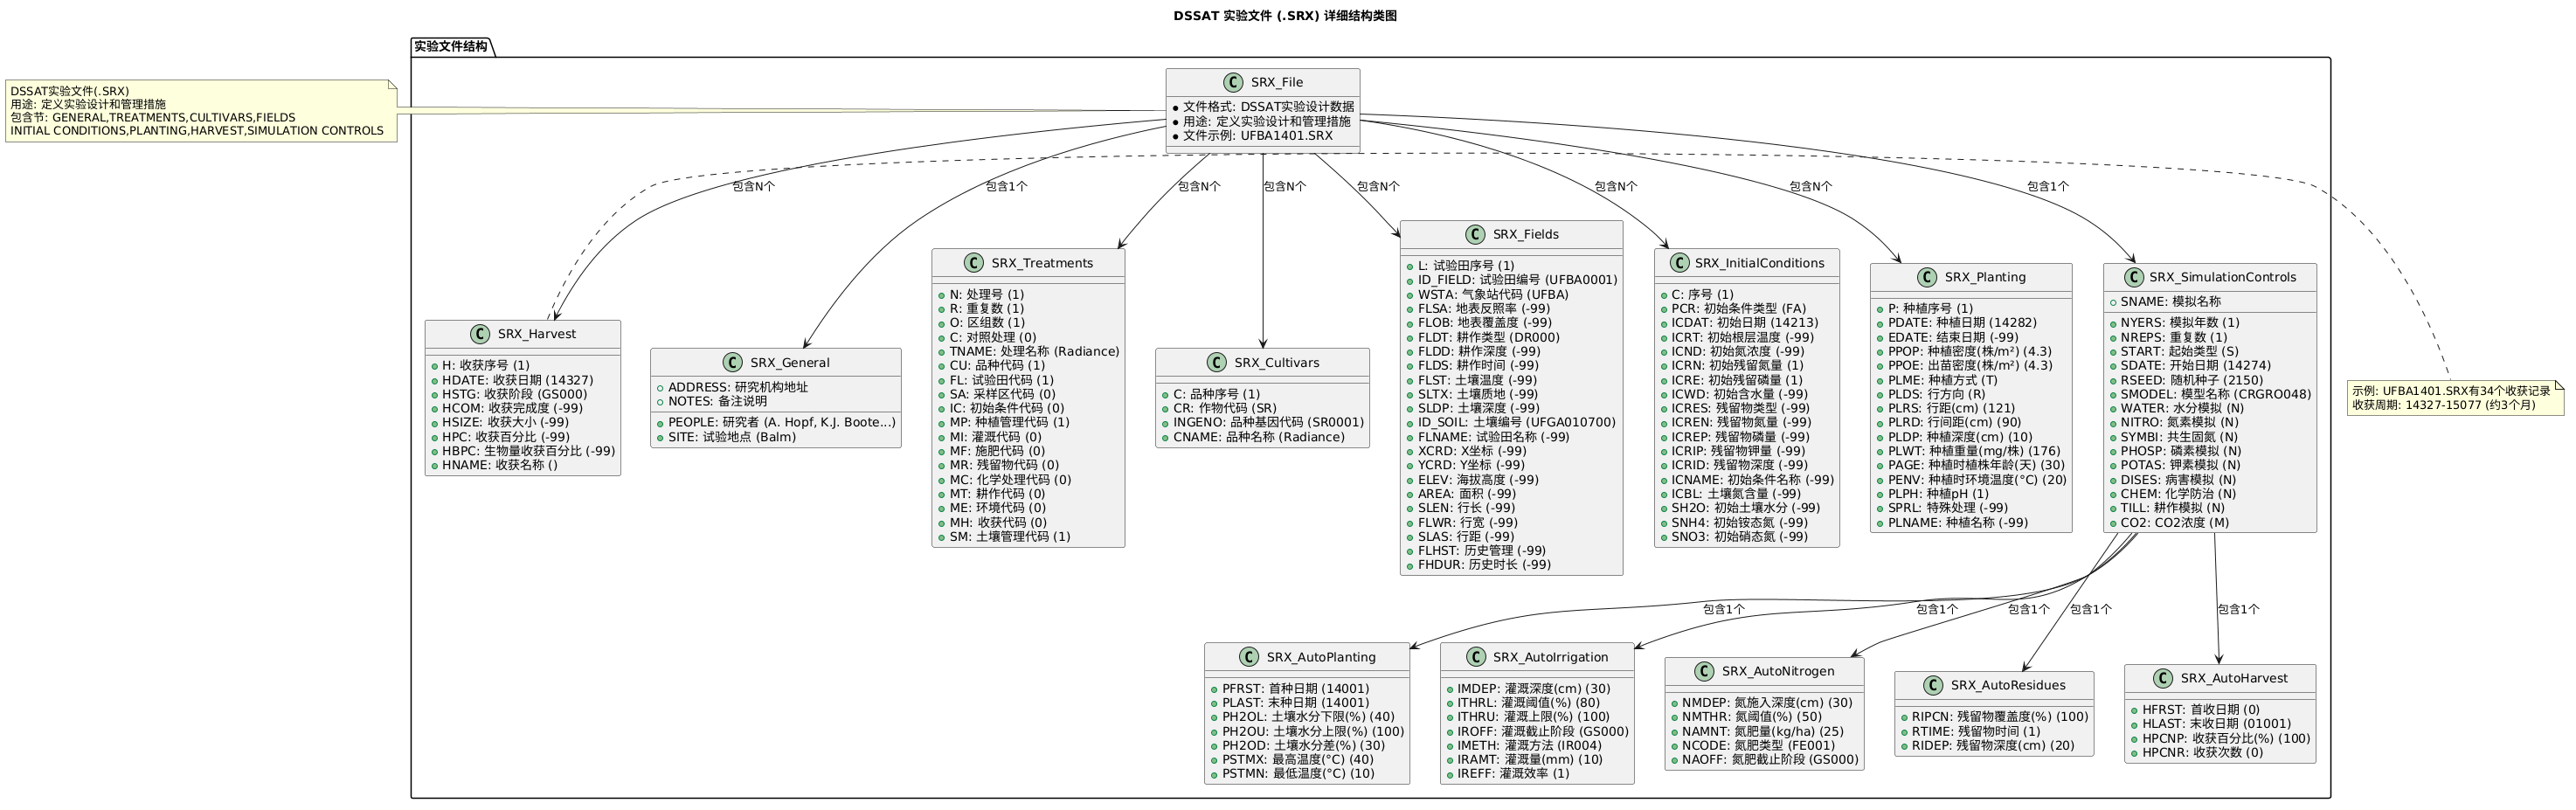 DSSAT 实验文件 (.SRX) 详细结构类图
实验文件结构
DSSAT实验文件(.SRX)
用途: 定义实验设计和管理措施
包含节: GENERAL,TREATMENTS,CULTIVARS,FIELDS
INITIAL CONDITIONS,PLANTING,HARVEST,SIMULATION CONTROLS
C SRX_File
文件格式: DSSAT实验设计数据
用途: 定义实验设计和管理措施
文件示例: UFBA1401.SRX
包含N个
包含1个
包含N个
包含N个
包含N个
包含N个
包含N个
包含1个
C SRX_Harvest
H: 收获序号 (1)
HDATE: 收获日期 (14327)
HSTG: 收获阶段 (GS000)
HCOM: 收获完成度 (-99)
HSIZE: 收获大小 (-99)
HPC: 收获百分比 (-99)
HBPC: 生物量收获百分比 (-99)
HNAME: 收获名称 ()
C SRX_General
ADDRESS: 研究机构地址
NOTES: 备注说明
PEOPLE: 研究者 (A. Hopf, K.J. Boote...)
SITE: 试验地点 (Balm)
C SRX_Treatments
N: 处理号 (1)
R: 重复数 (1)
O: 区组数 (1)
C: 对照处理 (0)
TNAME: 处理名称 (Radiance)
CU: 品种代码 (1)
FL: 试验田代码 (1)
SA: 采样区代码 (0)
IC: 初始条件代码 (0)
MP: 种植管理代码 (1)
MI: 灌溉代码 (0)
MF: 施肥代码 (0)
MR: 残留物代码 (0)
MC: 化学处理代码 (0)
MT: 耕作代码 (0)
ME: 环境代码 (0)
MH: 收获代码 (0)
SM: 土壤管理代码 (1)
C SRX_Cultivars
C: 品种序号 (1)
CR: 作物代码 (SR)
INGENO: 品种基因代码 (SR0001)
CNAME: 品种名称 (Radiance)
C SRX_Fields
L: 试验田序号 (1)
ID_FIELD: 试验田编号 (UFBA0001)
WSTA: 气象站代码 (UFBA)
FLSA: 地表反照率 (-99)
FLOB: 地表覆盖度 (-99)
FLDT: 耕作类型 (DR000)
FLDD: 耕作深度 (-99)
FLDS: 耕作时间 (-99)
FLST: 土壤温度 (-99)
SLTX: 土壤质地 (-99)
SLDP: 土壤深度 (-99)
ID_SOIL: 土壤编号 (UFGA010700)
FLNAME: 试验田名称 (-99)
XCRD: X坐标 (-99)
YCRD: Y坐标 (-99)
ELEV: 海拔高度 (-99)
AREA: 面积 (-99)
SLEN: 行长 (-99)
FLWR: 行宽 (-99)
SLAS: 行距 (-99)
FLHST: 历史管理 (-99)
FHDUR: 历史时长 (-99)
C SRX_InitialConditions
C: 序号 (1)
PCR: 初始条件类型 (FA)
ICDAT: 初始日期 (14213)
ICRT: 初始根层温度 (-99)
ICND: 初始氮浓度 (-99)
ICRN: 初始残留氮量 (1)
ICRE: 初始残留磷量 (1)
ICWD: 初始含水量 (-99)
ICRES: 残留物类型 (-99)
ICREN: 残留物氮量 (-99)
ICREP: 残留物磷量 (-99)
ICRIP: 残留物钾量 (-99)
ICRID: 残留物深度 (-99)
ICNAME: 初始条件名称 (-99)
ICBL: 土壤氮含量 (-99)
SH2O: 初始土壤水分 (-99)
SNH4: 初始铵态氮 (-99)
SNO3: 初始硝态氮 (-99)
C SRX_Planting
P: 种植序号 (1)
PDATE: 种植日期 (14282)
EDATE: 结束日期 (-99)
PPOP: 种植密度(株/m²) (4.3)
PPOE: 出苗密度(株/m²) (4.3)
PLME: 种植方式 (T)
PLDS: 行方向 (R)
PLRS: 行距(cm) (121)
PLRD: 行间距(cm) (90)
PLDP: 种植深度(cm) (10)
PLWT: 种植重量(mg/株) (176)
PAGE: 种植时植株年龄(天) (30)
PENV: 种植时环境温度(°C) (20)
PLPH: 种植pH (1)
SPRL: 特殊处理 (-99)
PLNAME: 种植名称 (-99)
C SRX_SimulationControls
SNAME: 模拟名称
NYERS: 模拟年数 (1)
NREPS: 重复数 (1)
START: 起始类型 (S)
SDATE: 开始日期 (14274)
RSEED: 随机种子 (2150)
SMODEL: 模型名称 (CRGRO048)
WATER: 水分模拟 (N)
NITRO: 氮素模拟 (N)
SYMBI: 共生固氮 (N)
PHOSP: 磷素模拟 (N)
POTAS: 钾素模拟 (N)
DISES: 病害模拟 (N)
CHEM: 化学防治 (N)
TILL: 耕作模拟 (N)
CO2: CO2浓度 (M)
示例: UFBA1401.SRX有34个收获记录
收获周期: 14327-15077 (约3个月)
包含1个
包含1个
包含1个
包含1个
包含1个
C SRX_AutoPlanting
PFRST: 首种日期 (14001)
PLAST: 末种日期 (14001)
PH2OL: 土壤水分下限(%) (40)
PH2OU: 土壤水分上限(%) (100)
PH2OD: 土壤水分差(%) (30)
PSTMX: 最高温度(°C) (40)
PSTMN: 最低温度(°C) (10)
C SRX_AutoIrrigation
IMDEP: 灌溉深度(cm) (30)
ITHRL: 灌溉阈值(%) (80)
ITHRU: 灌溉上限(%) (100)
IROFF: 灌溉截止阶段 (GS000)
IMETH: 灌溉方法 (IR004)
IRAMT: 灌溉量(mm) (10)
IREFF: 灌溉效率 (1)
C SRX_AutoNitrogen
NMDEP: 氮施入深度(cm) (30)
NMTHR: 氮阈值(%) (50)
NAMNT: 氮肥量(kg/ha) (25)
NCODE: 氮肥类型 (FE001)
NAOFF: 氮肥截止阶段 (GS000)
C SRX_AutoResidues
RIPCN: 残留物覆盖度(%) (100)
RTIME: 残留物时间 (1)
RIDEP: 残留物深度(cm) (20)
C SRX_AutoHarvest
HFRST: 首收日期 (0)
HLAST: 末收日期 (01001)
HPCNP: 收获百分比(%) (100)
HPCNR: 收获次数 (0)